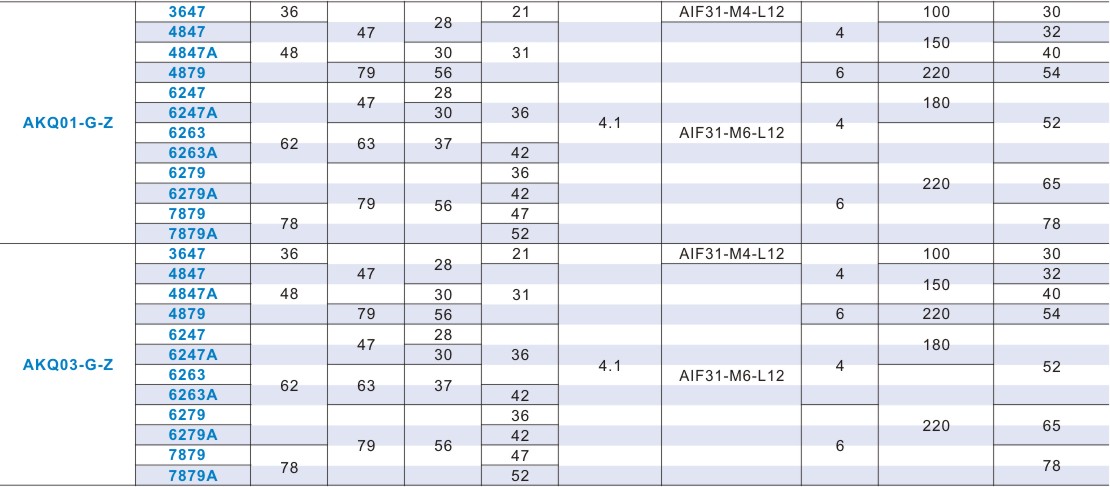 3647 36 28 21 AIF31-M4-L12 100 30
4847 47 4 150 32
4847A 48 30 31 40
4879 79 56 6 220 54
6247 47 28 180
AKQ01-G-Z 6247A 30 36 4.1 4 52
6263 62 63 37 AIF31-M6-L12
6263A 42
6279 79 56 36 6 220 65
6279A 42
7879 78 47 78
7879A 52
3647 36 28 21 AIF31-M4-L12 100 30
4847 47 4 150 32
4847A 48 30 31 40
4879 79 56 6 220 54
6247 47 28 180
AKQ03-G-Z 6247A 30 36 4.1 4 52
6263 62 63 37 AIF31-M6-L12
6263A 42
6279 79 56 36 6 220 65
6279A 42
7879 78 47 78
7879A 52